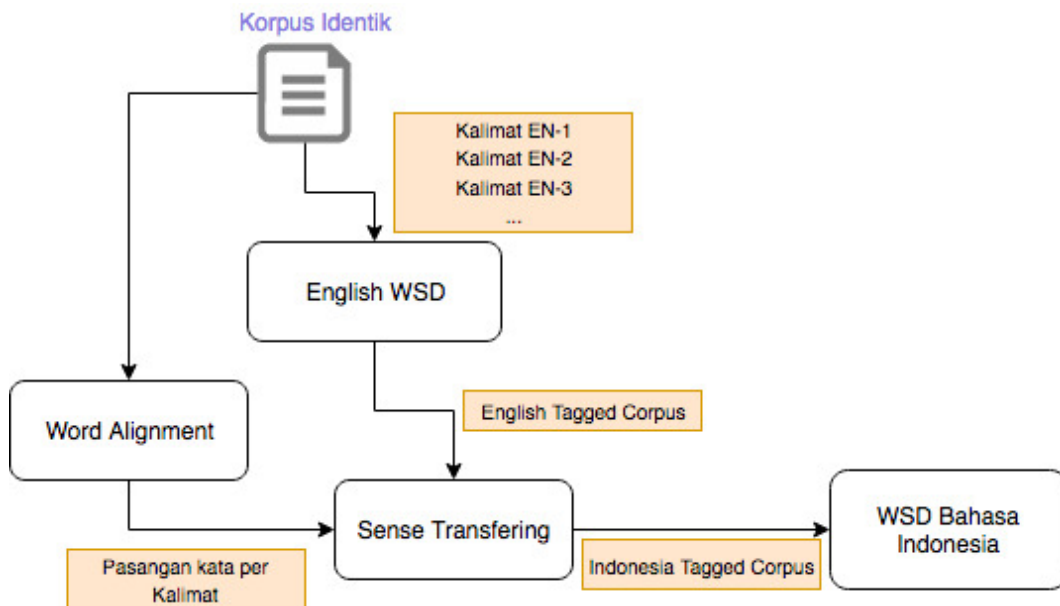 Korpus Identik
Kalimat EN-1
Kalimat EN-2
Kalimat EN-3
...
English WSD
English Tagged Corpus
Word Alignment
Sense Transfering
WSD Bahasa
Indonesia
Pasangan kata per
Kalimat
Indonesia Tagged Corpus